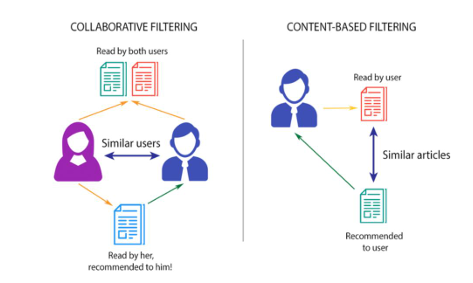 COLLABORATIVE FILTERING
Read by both users
Similar users
Read by her,
recommended to him!
CONTENT-BASED FILTERING
Read by user
Similar articles
Recommended
to user